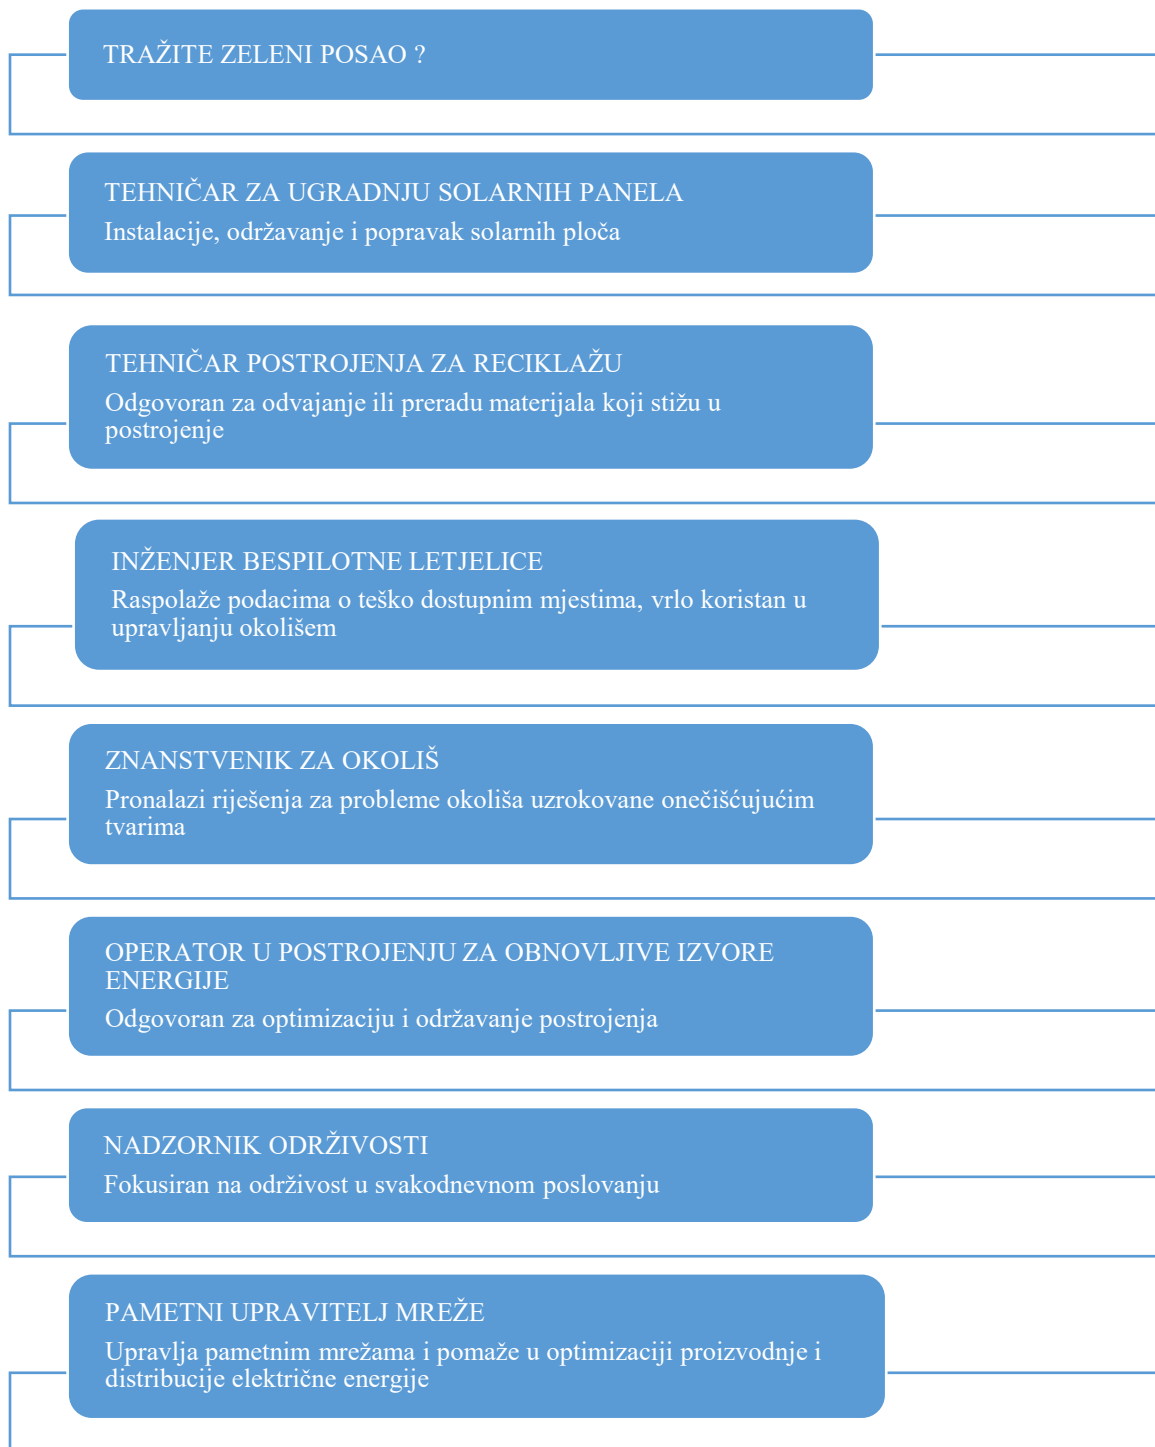 TRAŽITE ZELENI POSAO ?
TEHNIČAR ZA UGRADNJU SOLARNIH PANELA
Instalacije, održavanje i popravak solarnih ploča
TEHNIČAR POSTROJENJA ZA RECIKLAŽU
Odgovoran za odvajanje ili preradu materijala koji stižu u
postrojenje
INŽENJER BESPILOTNE LETJELICE
Raspolaže podacima o teško dostupnim mjestima, vrlo koristan u
upravljanju okolišem
ZNANSTVENIK ZA OKOLIŠ
Pronalazi riješenja za probleme okoliša uzrokovane onečišćujućim
tvarima
OPERATOR U POSTROJENJU ZA OBNOVLJIVE IZVORE
ENERGIJE
Odgovoran za optimizaciju i održavanje postrojenja
NADZORNIK ODRŽIVOSTI
Fokusiran na održivost u svakodnevnom poslovanju
PAMETNI UPRAVITELJ MREŽE
Upravlja pametnim mrežama i pomaže u optimizaciji proizvodnje i
distribucije električne energije